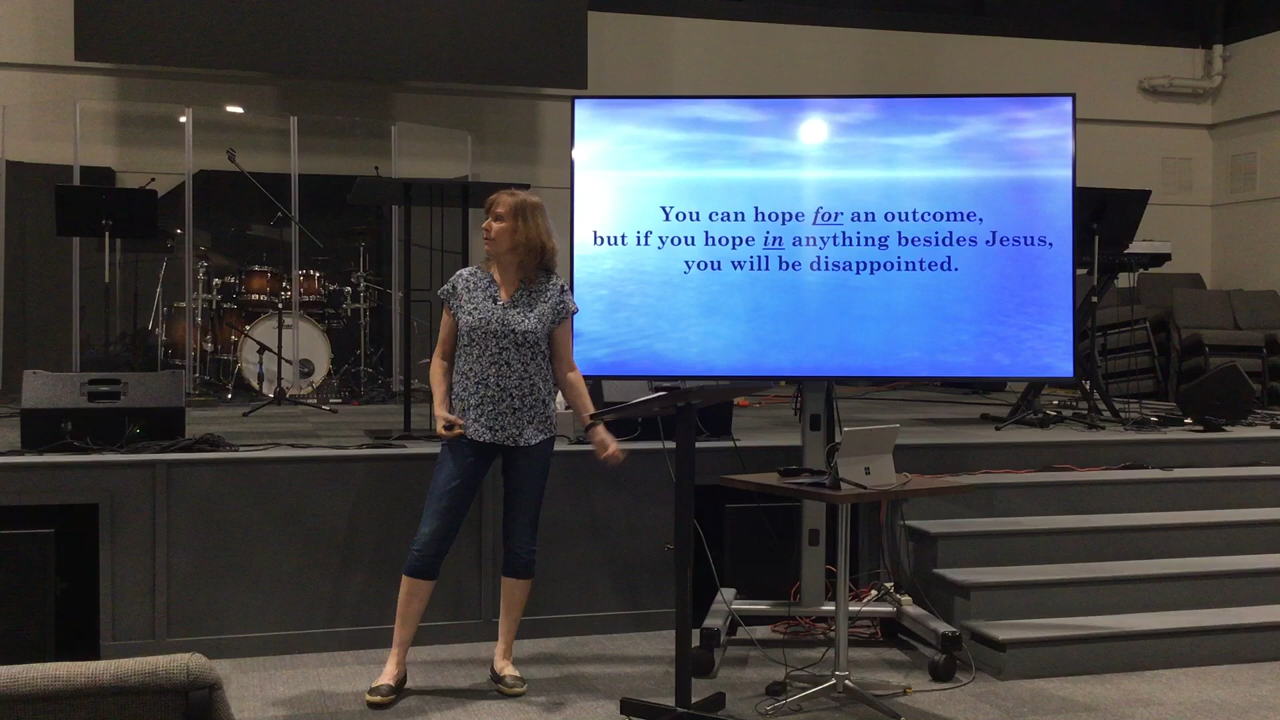 You can hope for an outcome,
but if you hope in anything besides Jesus,
you will be disappointed.